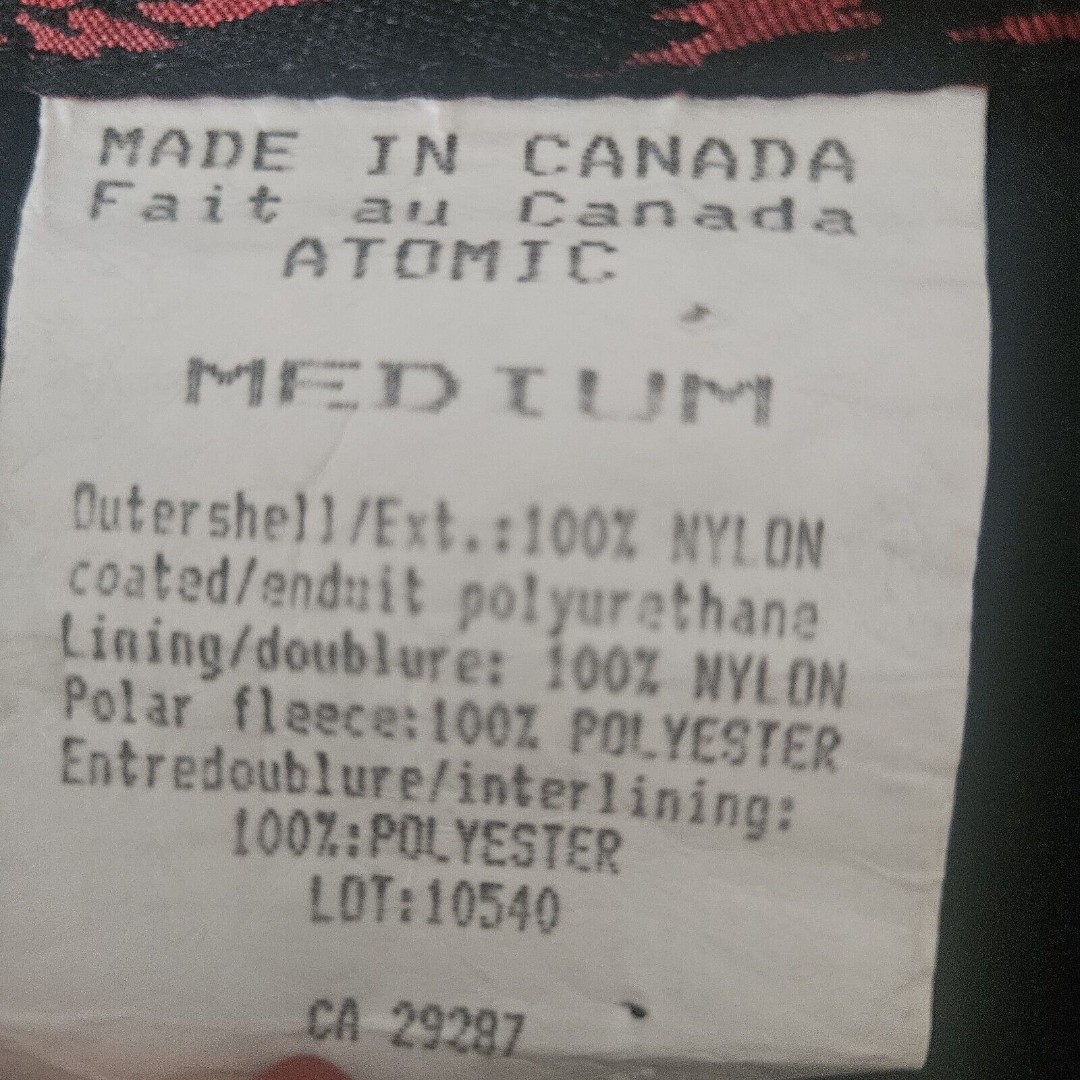 MADE IN CANADA
Fait au Canada
ATOMIC
MEDIUM
Outershell/Ext.:100% NYLON
coated/enduit polyurethane
Lining/doublure: 100% NYLON
Polar fleece:100% POLYESTER
Entredoublure/interlining:
100%:POLYESTER
LOT:10540
CA 29287